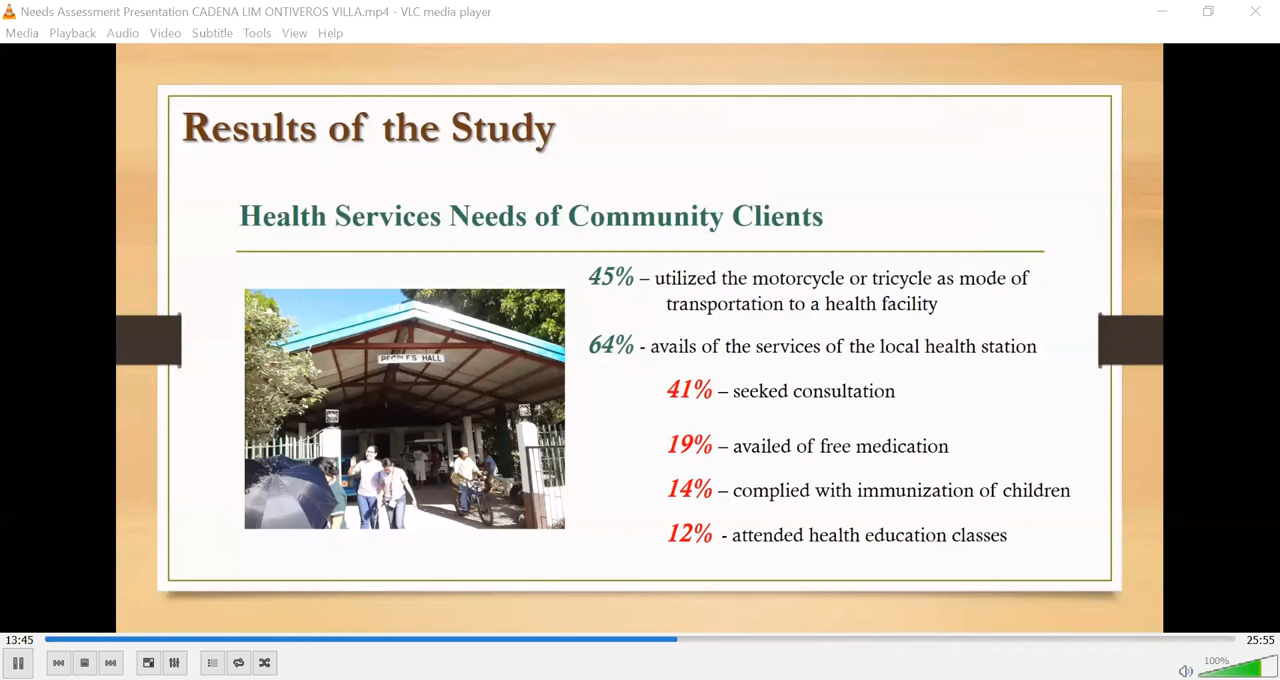 Needs Assessment Presentation CADENA LIM ONTIVEROS VILLA.mp4 - VLC media player
Media Playback Audio Video Subtitle Tools View Help
Results of the Study
Health Services Needs of Community Clients
45% – utilized the motorcycle or tricycle as mode of
transportation to a health facility
PEOPLE'S HALL
64% - avails of the services of the local health station
41% – seeked consultation
19% – availed of free medication
14% – complied with immunization of children
12% - attended health education classes
13:45
25:55
100%